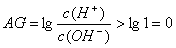 AG = lg c(H⁺)/c(OH⁻) > lg 1 = 0